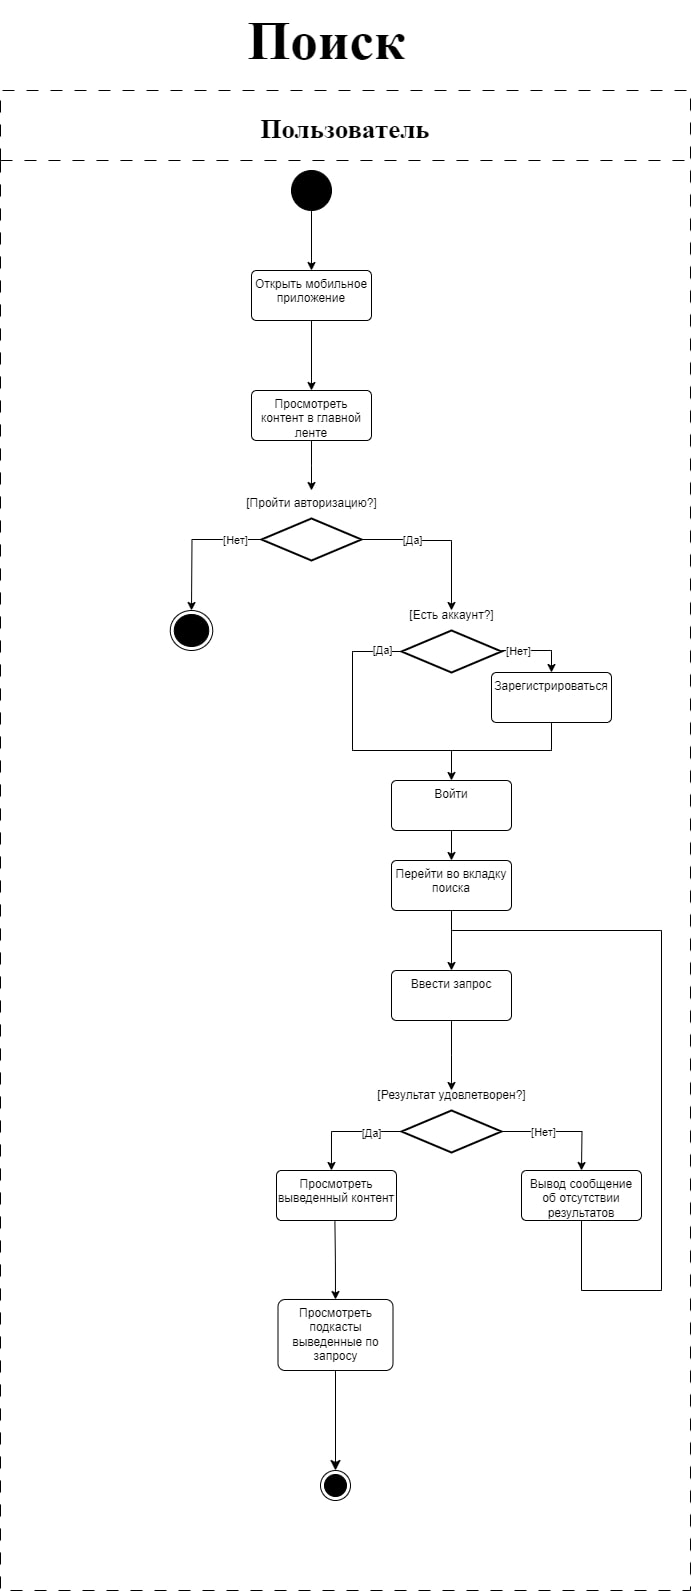 Поиск
Пользователь
Открыть мобильное
приложение
Просмотреть
контент в главной
ленте
[Пройти авторизацию?]
[Нет]
[Да]
[Есть аккаунт?]
[Да]
[Нет]
Зарегистрироваться
Войти
Перейти во вкладку
поиска
Ввести запрос
[Результат удовлетворен?]
[Да]
[Нет]
Просмотреть
выведенный контент
Вывод сообщение
об отсутствии
результатов
Просмотреть
подкасты
выведенные по
запросу